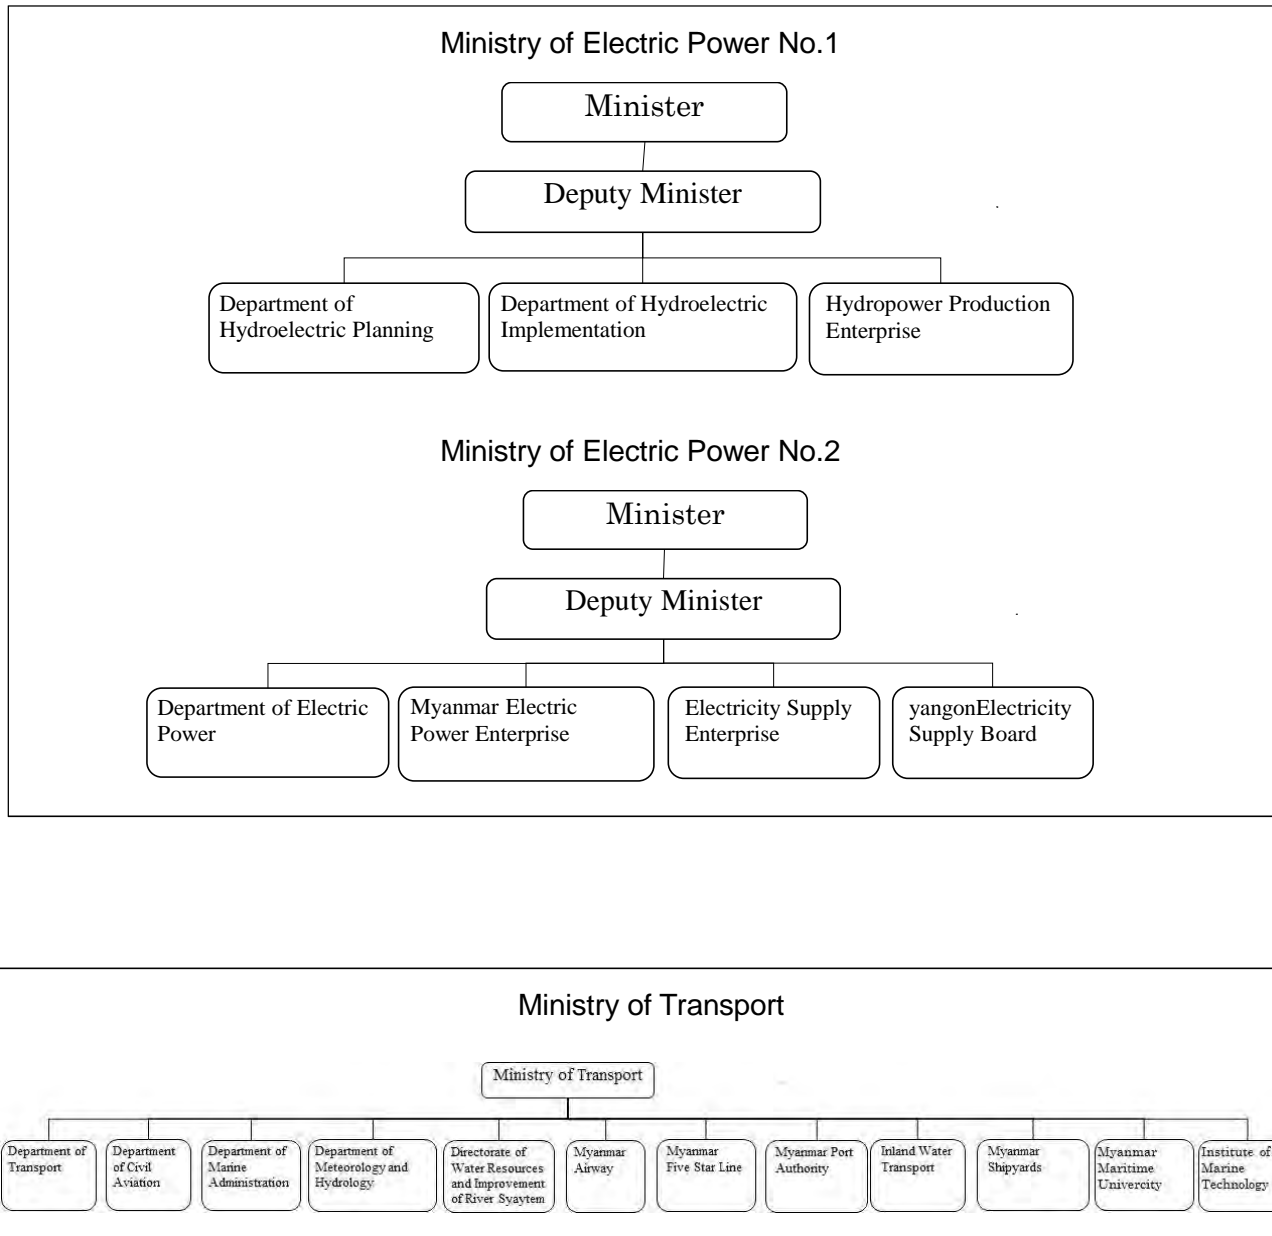 Ministry of Electric Power No.1
Minister
Deputy Minister
Department of
Hydroelectric Planning
Department of Hydroelectric
Implementation
Hydropower Production
Enterprise
Ministry of Electric Power No.2
Minister
Deputy Minister
Department of Electric
Power
Myanmar Electric
Power Enterprise
Electricity Supply
Enterprise
yangonElectricity
Supply Board
Ministry of Transport
Ministry of Transport
Department of
Transport
Department
of Civil
Aviation
Department of
Marine
Administration
Department of
Meteorology and
Hydrology
Directorate of
Water Resources
and Improvement
of River Syaytem
Myanmar
Airway
Myanmar
Five Star Line
Myanmar Port
Authority
Inland Water
Transport
Myanmar
Shipyards
Myanmar
Maritime
Univercity
Institute of
Marine
Technology